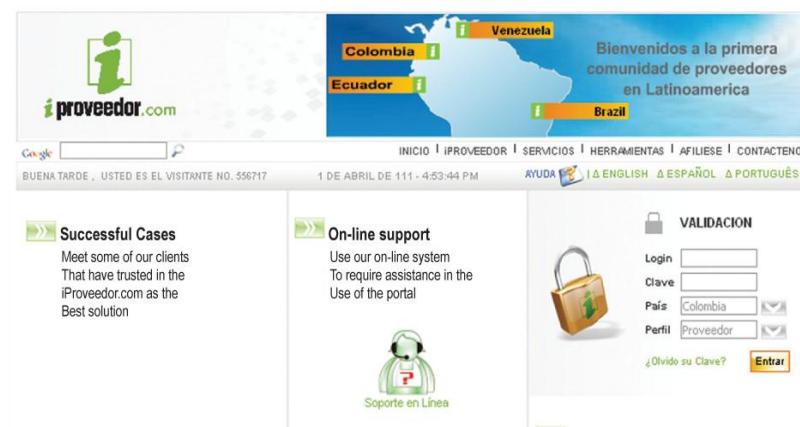 iproveedor.com
Colombia i
i Venezuela
Ecuador i
i Brazil
Bienvenidos a la primera
comunidad de proveedores
en Latinoamerica
Google
INICIO | iPROVEEDOR | SERVICIOS | HERRAMIENTAS | AFILIESE | CONTACTENO
BUENA TARDE , USTED ES EL VISITANTE NO. 556717
1 DE ABRIL DE 111 - 4:53:44 PM
AYUDA | Δ ENGLISH Δ ESPAÑOL Δ PORTUGUÊS
Successful Cases
Meet some of our clients
That have trusted in the
iProveedor.com as the
Best solution
On-line support
Use our on-line system
To require assistance in the
Use of the portal
?
Soporte en Línea
VALIDACION
Login
Clave
País Colombia
Perfil Proveedor
¿Olvido su Clave? Entrar